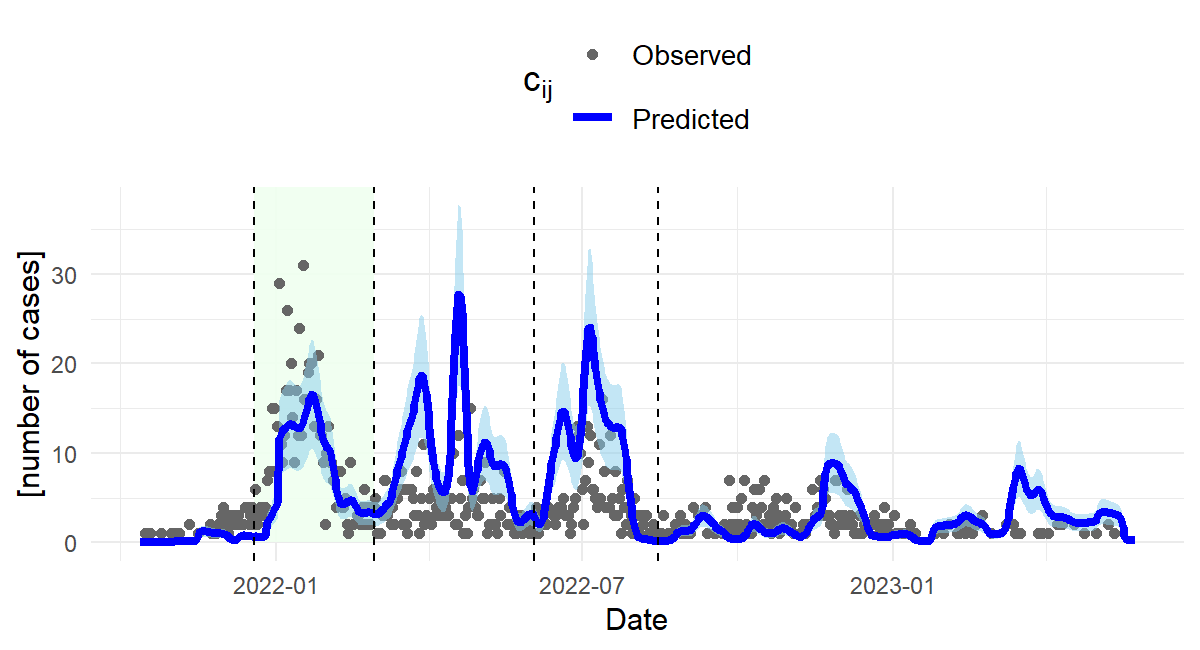 Observed
c_ij
Predicted
[number of cases]
30
20
10
0
2022-01
2022-07
2023-01
Date